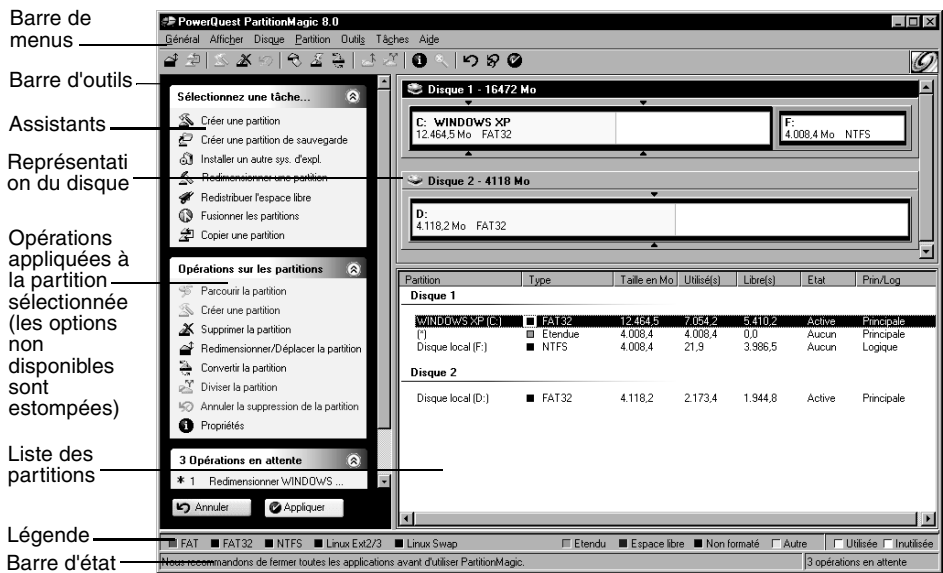 Barre de
menus
Barre d'outils
Assistants
Représentati
on du disque
Opérations
appliquées à
la partition
sélectionnée
(les options
non
disponibles
sont
estompées)
Liste des
partitions
Légende
Barre d'état
PowerQuest PartitionMagic 8.0
Général Afficher Disque Partition Outils Tâches Aide
Sélectionnez une tâche...
Créer une partition
Créer une partition de sauvegarde
Installer un autre sys. d'expl.
Redimensionner une partition
Redistribuer l'espace libre
Fusionner les partitions
Copier une partition
Opérations sur les partitions
Parcourir la partition
Créer une partition
Supprimer la partition
Redimensionner/Déplacer la partition
Convertir la partition
Diviser la partition
Annuler la suppression de la partition
Propriétés
3 Opérations en attente
* 1 Redimensionner WINDOWS ...
Annuler Appliquer
Disque 1 - 16472 Mo
C: WINDOWS XP
12.464,5 Mo FAT32
F:
4.008,4 Mo NTFS
Disque 2 - 4118 Mo
D:
4.118,2 Mo FAT32
Partition Type Taille en Mo Utilisé(s) Libre(s) Etat Prin/Log
Disque 1
WINDOWS XP (C:) FAT32 12.464,5 7.054,2 5.410,2 Active Principale
(*) Etendue 4.008,4 4.008,4 0,0 Aucun Principale
Disque local (F:) NTFS 4.008,4 21,9 3.986,5 Aucun Logique
Disque 2
Disque local (D:) FAT32 4.118,2 2.173,4 1.944,8 Active Principale
FAT FAT32 NTFS Linux Ext2/3 Linux Swap Etendu Espace libre Non formaté Autre Utilisée Inutilisée
Nous recommandons de fermer toutes les applications avant d'utiliser PartitionMagic. 3 opérations en attente